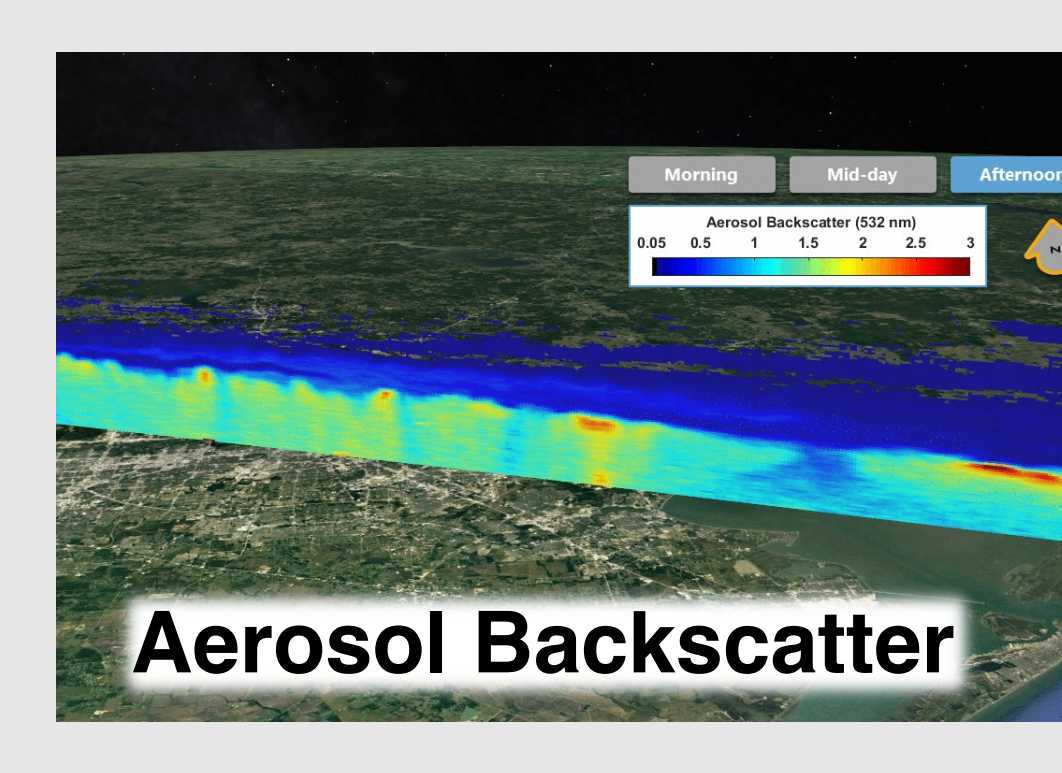 Morning Mid-day Afternoon
Aerosol Backscatter (532 nm)
0.05 0.5 1 1.5 2 2.5 3
N
Aerosol Backscatter